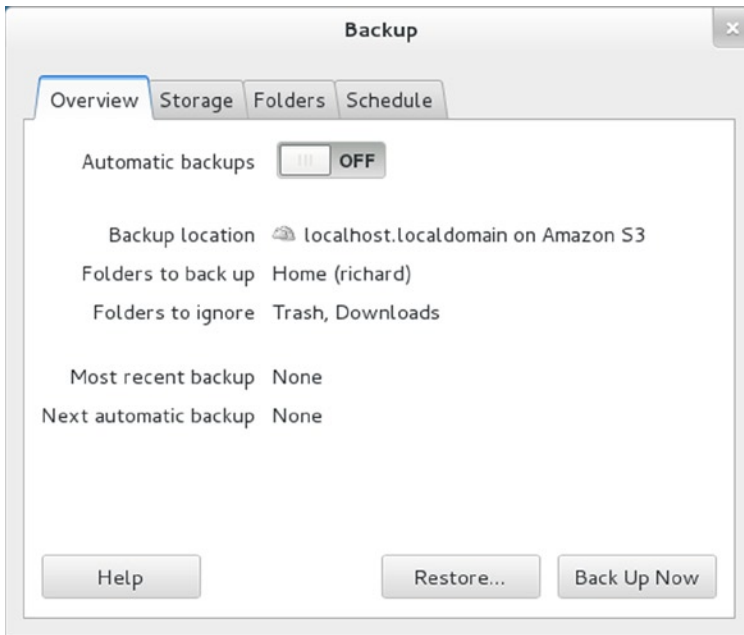 Backup
Overview Storage Folders Schedule
Automatic backups OFF
Backup location localhost.localdomain on Amazon S3
Folders to back up Home (richard)
Folders to ignore Trash, Downloads
Most recent backup None
Next automatic backup None
Help Restore... Back Up Now